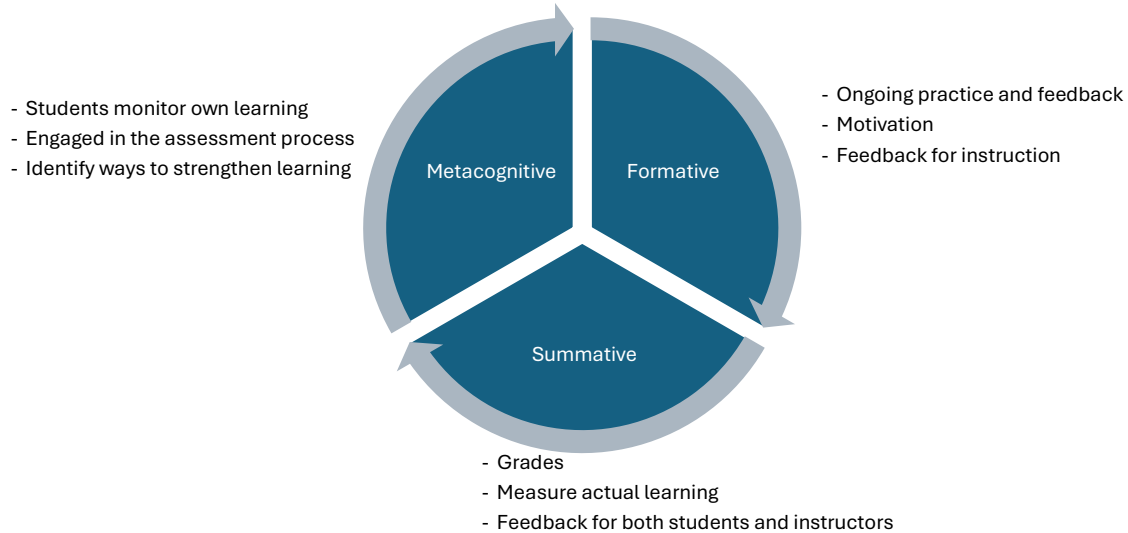 - Students monitor own learning
- Engaged in the assessment process
- Identify ways to strengthen learning
Metacognitive
Formative
- Ongoing practice and feedback
- Motivation
- Feedback for instruction
Summative
- Grades
- Measure actual learning
- Feedback for both students and instructors